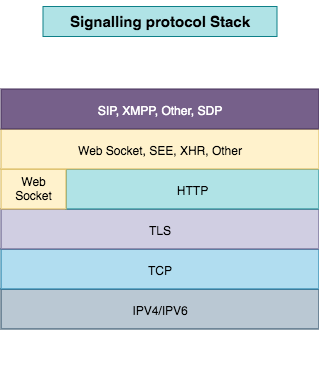 Signalling protocol Stack
SIP, XMPP, Other, SDP
Web Socket, SEE, XHR, Other
Web
Socket
HTTP
TLS
TCP
IPV4/IPV6